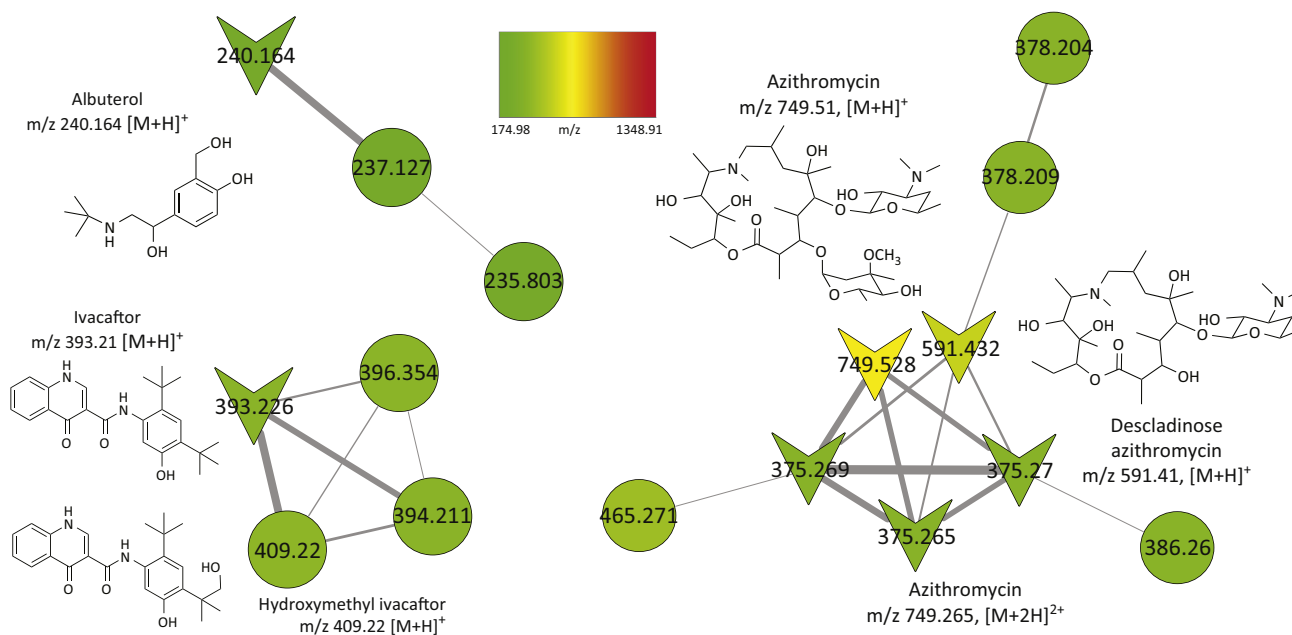 240.164
Albuterol
m/z 240.164 [M+H]+
OH
OH
N
H
OH
237.127
235.803
174.98 m/z 1348.91
Azithromycin
m/z 749.51, [M+H]+
N
HO
HO
OH
OH
O
O
N
HO
O
O
O
OCH3
O
OH
378.204
378.209
Ivacaftor
m/z 393.21 [M+H]+
H
N
H
N
O
O
OH
H
N
H
N
O
O
OH
HO
393.226
396.354
394.211
409.22
Hydroxymethyl ivacaftor
m/z 409.22 [M+H]+
749.528
591.432
375.269
375.27
375.265
465.271
386.26
Azithromycin
m/z 749.265, [M+2H]2+
N
HO
HO
OH
OH
O
O
OH
N
HO
O
O
Descladinose
azithromycin
m/z 591.41, [M+H]+